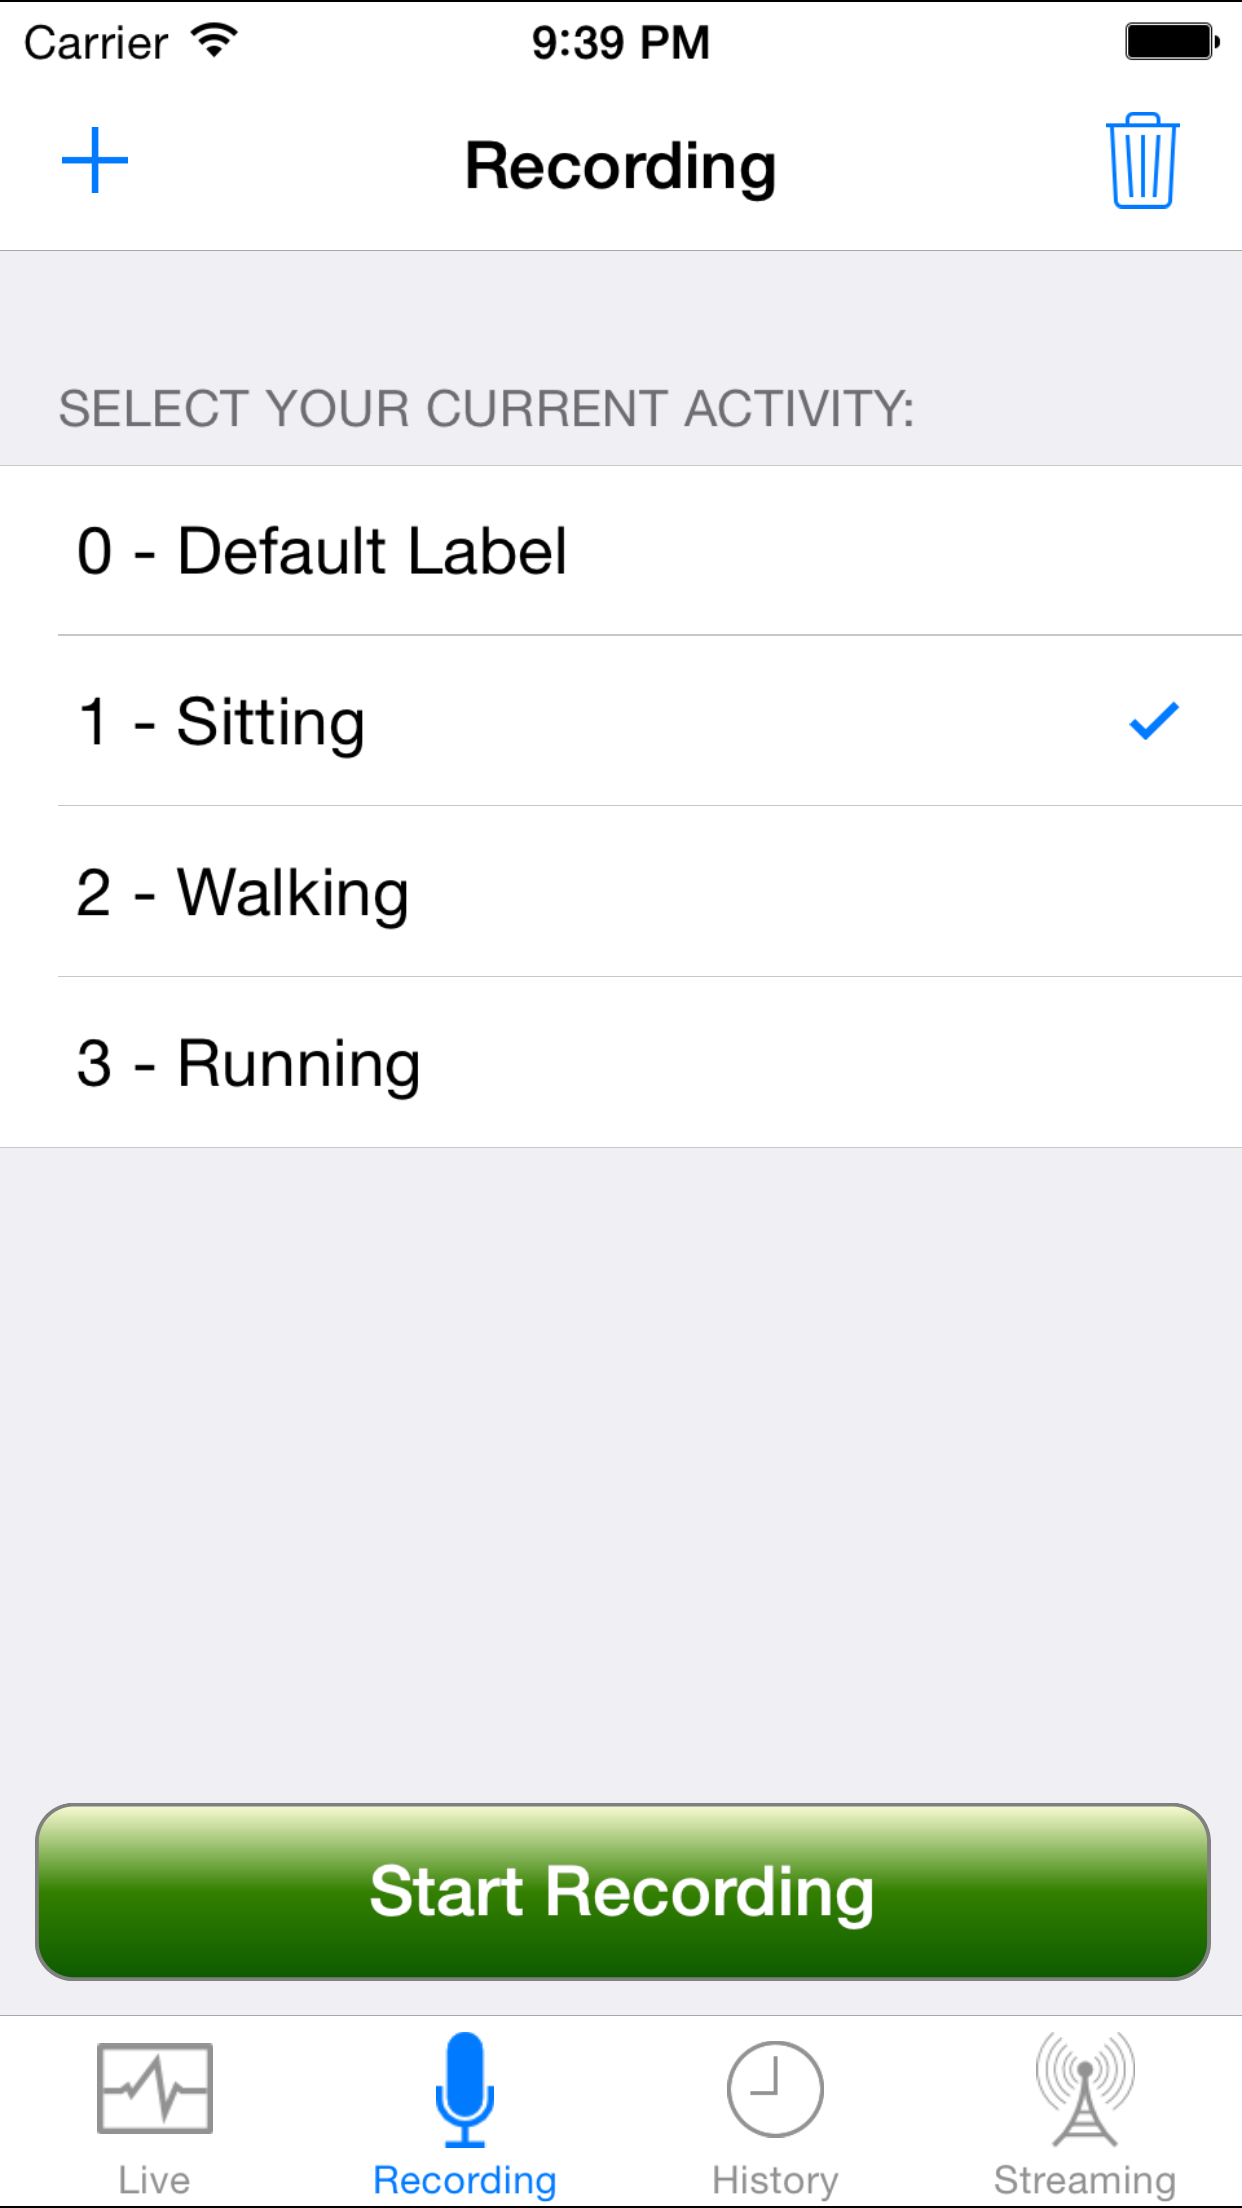 Carrier 9:39 PM
Recording
SELECT YOUR CURRENT ACTIVITY:
0 - Default Label
1 - Sitting
2 - Walking
3 - Running
Start Recording
Live Recording History Streaming